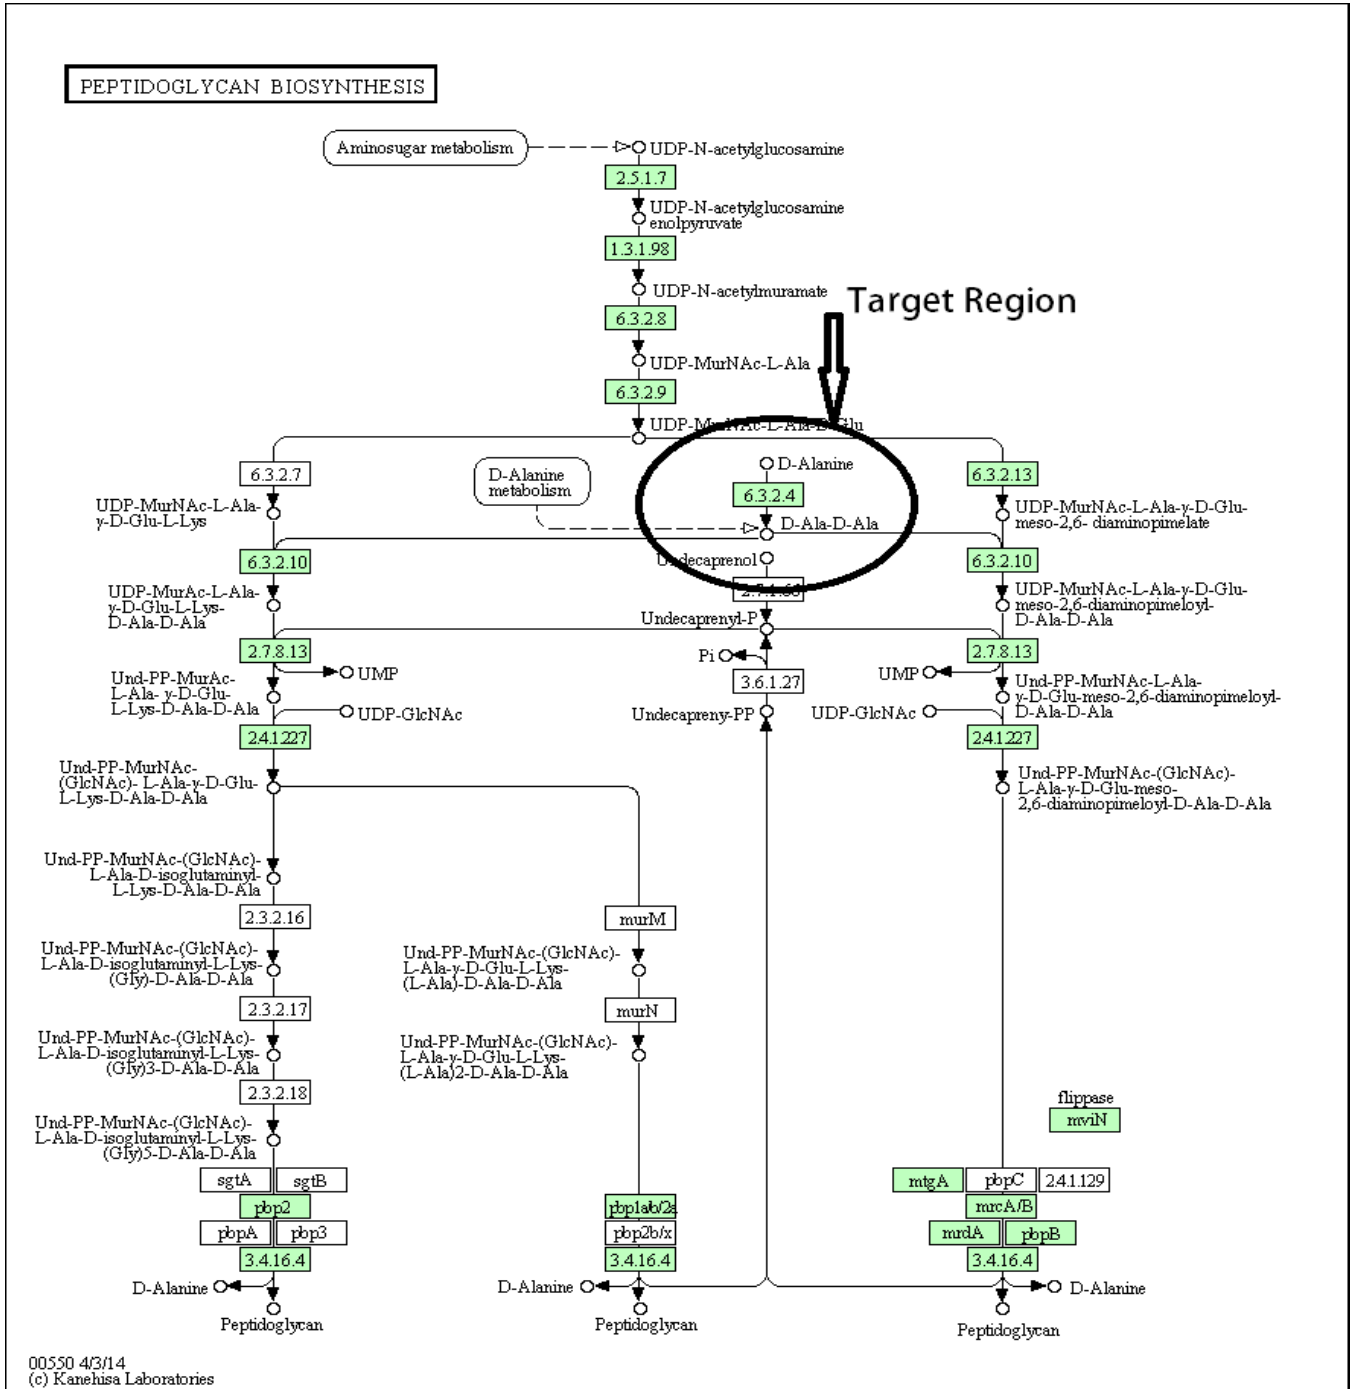 PEPTIDOGLYCAN BIOSYNTHESIS
Aminosugar metabolism
UDP-N-acetylglucosamine
2.5.1.7
UDP-N-acetylglucosamine
enolpyruvate
1.3.1.98
UDP-N-acetylmuramate
Target Region
6.3.2.8
UDP-MurNAc-L-Ala
6.3.2.9
UDP-MurNAc-L-Ala-D-Glu
6.3.2.7
D-Alanine
metabolism
D-Alanine
6.3.2.4
D-Ala-D-Ala
6.3.2.13
UDP-MurNAc-L-Ala-
γ-D-Glu-L-Lys
UDP-MurNAc-L-Ala-γ-D-Glu-
meso-2,6- diaminopimelate
6.3.2.10
Undecaprenol
2.7.1.66
6.3.2.10
UDP-MurAc-L-Ala-
γ-D-Glu-L-Lys-
D-Ala-D-Ala
Undecaprenyl-P
UDP-MurNAc-L-Ala-γ-D-Glu-
meso-2,6-diaminopimeloyl-
D-Ala-D-Ala
2.7.8.13
Pi
2.7.8.13
UMP
3.6.1.27
UMP
Und-PP-MurAc-
L-Ala- γ-D-Glu-
L-Lys-D-Ala-D-Ala
Und-PP-MurNAc-L-Ala-
γ-D-Glu-meso-2,6-diaminopimeloyl-
D-Ala-D-Ala
UDP-GlcNAc
Undecapreny-PP
UDP-GlcNAc
2.4.1.227
2.4.1.227
Und-PP-MurNAc-
(GlcNAc)- L-Ala-γ-D-Glu-
L-Lys-D-Ala-D-Ala
Und-PP-MurNAc-(GlcNAc)-
L-Ala-γ-D-Glu-meso-
2,6-diaminopimeloyl-D-Ala-D-Ala
Und-PP-MurNAc-(GlcNAc)-
L-Ala-D-isoglutaminyl-
L-Lys-D-Ala-D-Ala
2.3.2.16
murM
Und-PP-MurNAc-(GlcNAc)-
L-Ala-D-isoglutaminyl-L-Lys-
(Gly)-D-Ala-D-Ala
Und-PP-MurNAc-(GlcNAc)-
L-Ala-γ-D-Glu-L-Lys-
(L-Ala)-D-Ala-D-Ala
2.3.2.17
murN
Und-PP-MurNAc-(GlcNAc)-
L-Ala-D-isoglutaminyl-L-Lys-
(Gly)3-D-Ala-D-Ala
Und-PP-MurNAc-(GlcNAc)-
L-Ala-γ-D-Glu-L-Lys-
(L-Ala)2-D-Ala-D-Ala
2.3.2.18
flippase
mviN
Und-PP-MurNAc-(GlcNAc)-
L-Ala-D-isoglutaminyl-L-Lys-
(Gly)5-D-Ala-D-Ala
sgtA sgtB
mtgA pbpC 2.4.1.129
pbp2
pbp1ab/2a
mrcA/B
pbpA pbp3
pbp2b/x
mrdA pbpB
3.4.16.4
3.4.16.4
3.4.16.4
D-Alanine
D-Alanine
D-Alanine
Peptidoglycan
Peptidoglycan
Peptidoglycan
00550 4/3/14
(c) Kanehisa Laboratories